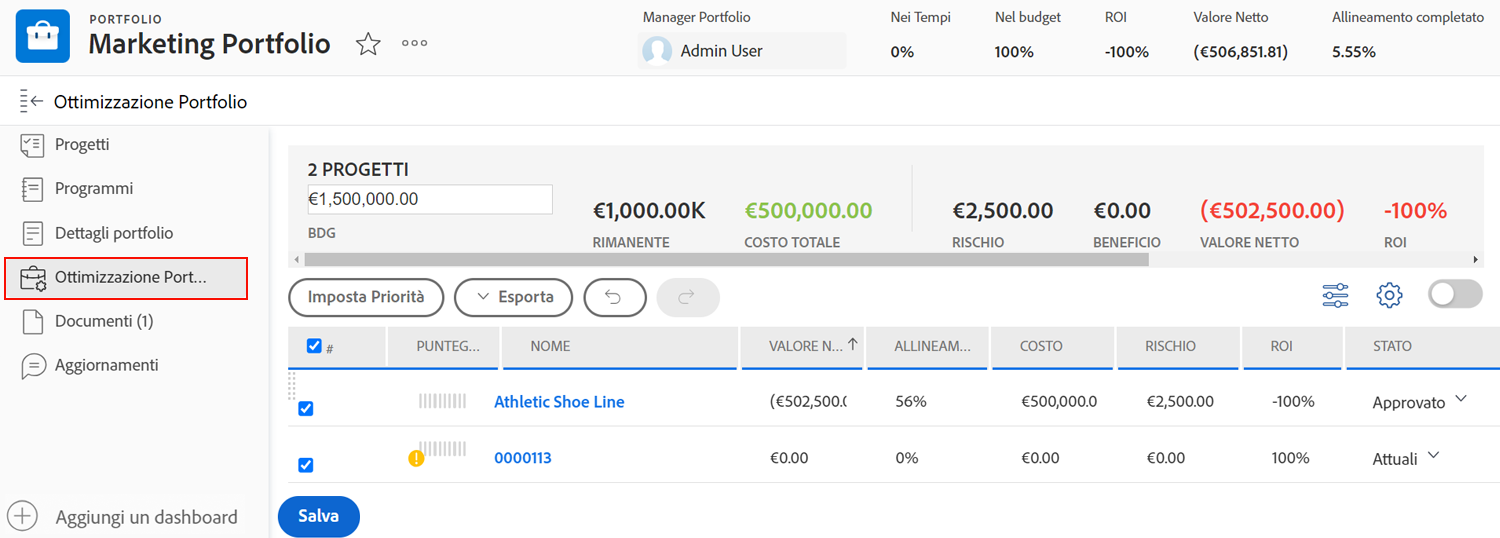 PORTFOLIO
Marketing Portfolio
Manager Portfolio
Admin User
Nei Tempi
0%
Nel budget
100%
ROI
-100%
Valore Netto
(€506,851.81)
Allineamento completato
5.55%
Ottimizzazione Portfolio
Progetti
Programmi
Dettagli portfolio
Ottimizzazione Port...
Documenti (1)
Aggiornamenti
Aggiungi un dashboard
2 PROGETTI
€1,500,000.00
BDG
€1,000.00K
RIMANENTE
€500,000.00
COSTO TOTALE
€2,500.00
RISCHIO
€0.00
BENEFICIO
(€502,500.00)
VALORE NETTO
-100%
ROI
Imposta Priorità
Esporta
# PUNTEG... NOME VALORE N... ALLINEAM... COSTO RISCHIO ROI STATO
Athletic Shoe Line (€502,500.0 56% €500,000.0 €2,500.00 -100% Approvato
0000113 €0.00 0% €0.00 €0.00 100% Attuali
Salva